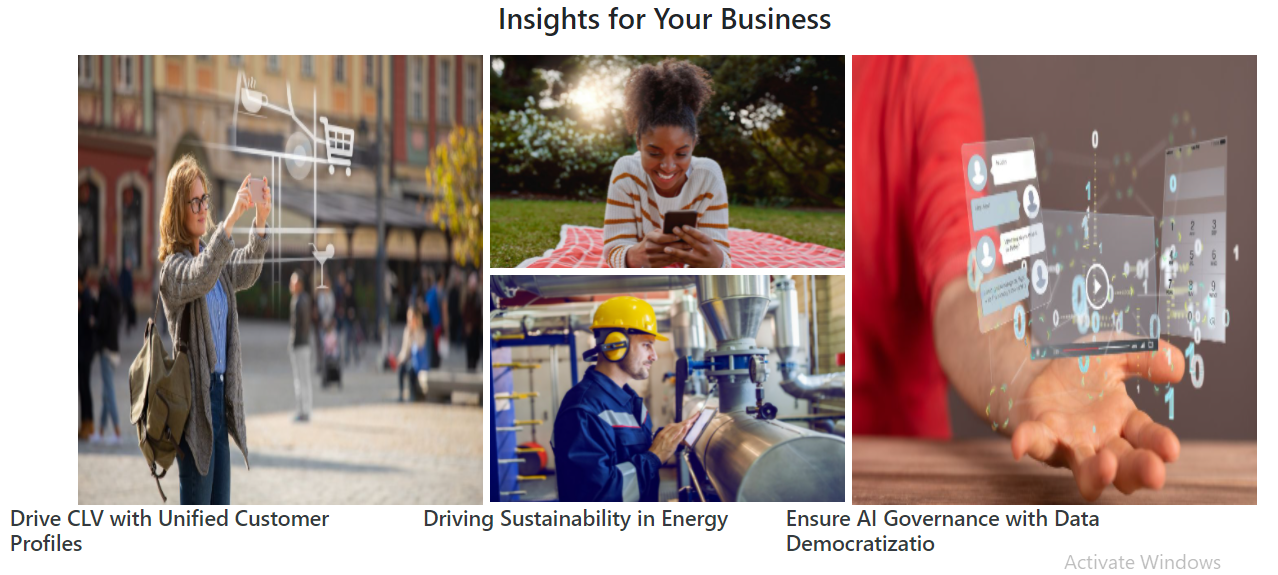 Insights for Your Business
Drive CLV with Unified Customer
Profiles
Driving Sustainability in Energy
Ensure AI Governance with Data
Democratizatio
Activate Windows